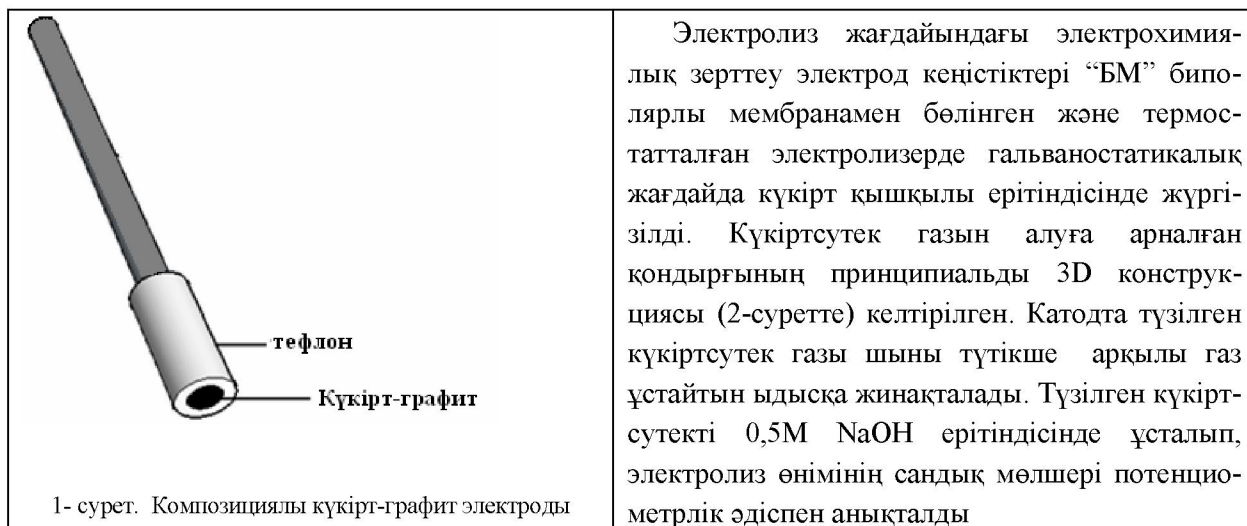 тефлон
Күкірт-графит
1- сурет. Композициялы күкірт-графит электроды
Электролиз жағдайындағы электрохимия-
лық зерттеу электрод кеңістіктері “БМ” бипо-
лярлы мембранамен бөлінген және термос-
татталған электролизерде гальваностатикалық
жағдайда күкірт қышқылы ерітіндісінде жүргі-
зілді. Күкіртсутек газын алуға арналған
қондырғының принципиальды 3D конструк-
циясы (2-суретте) келтірілген. Катодта түзілген
күкіртсутек газы шыны түтікше арқылы газ
ұстайтын ыдысқа жинақталады. Түзілген күкірт-
сутекті 0,5М NaOH ерітіндісінде ұсталып,
электролиз өнімінің сандық мөлшері потенцио-
метрлік әдіспен анықталды